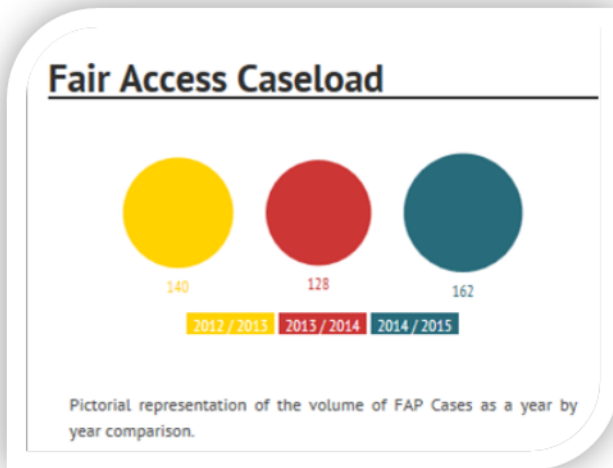 Fair Access Caseload
140
128
162
2012 / 2013 2013 / 2014 2014 / 2015
Pictorial representation of the volume of FAP Cases as a year by
year comparison.